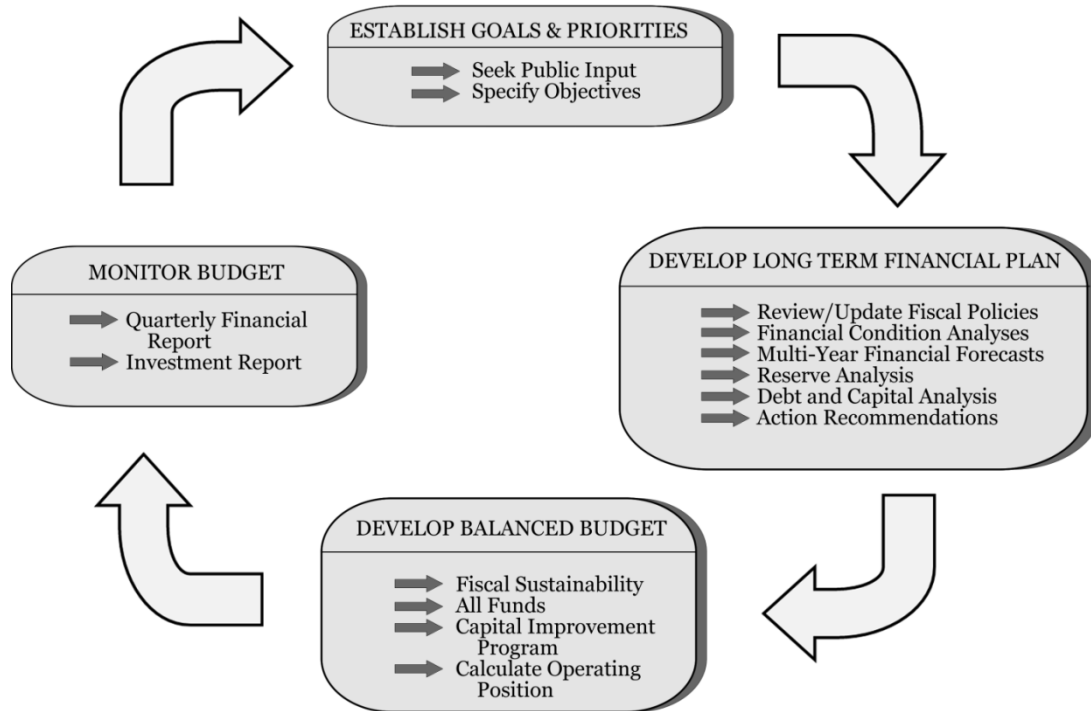 ESTABLISH GOALS & PRIORITIES
Seek Public Input
Specify Objectives
DEVELOP LONG TERM FINANCIAL PLAN
Review/Update Fiscal Policies
Financial Condition Analyses
Multi-Year Financial Forecasts
Reserve Analysis
Debt and Capital Analysis
Action Recommendations
DEVELOP BALANCED BUDGET
Fiscal Sustainability
All Funds
Capital Improvement
Program
Calculate Operating
Position
MONITOR BUDGET
Quarterly Financial
Report
Investment Report